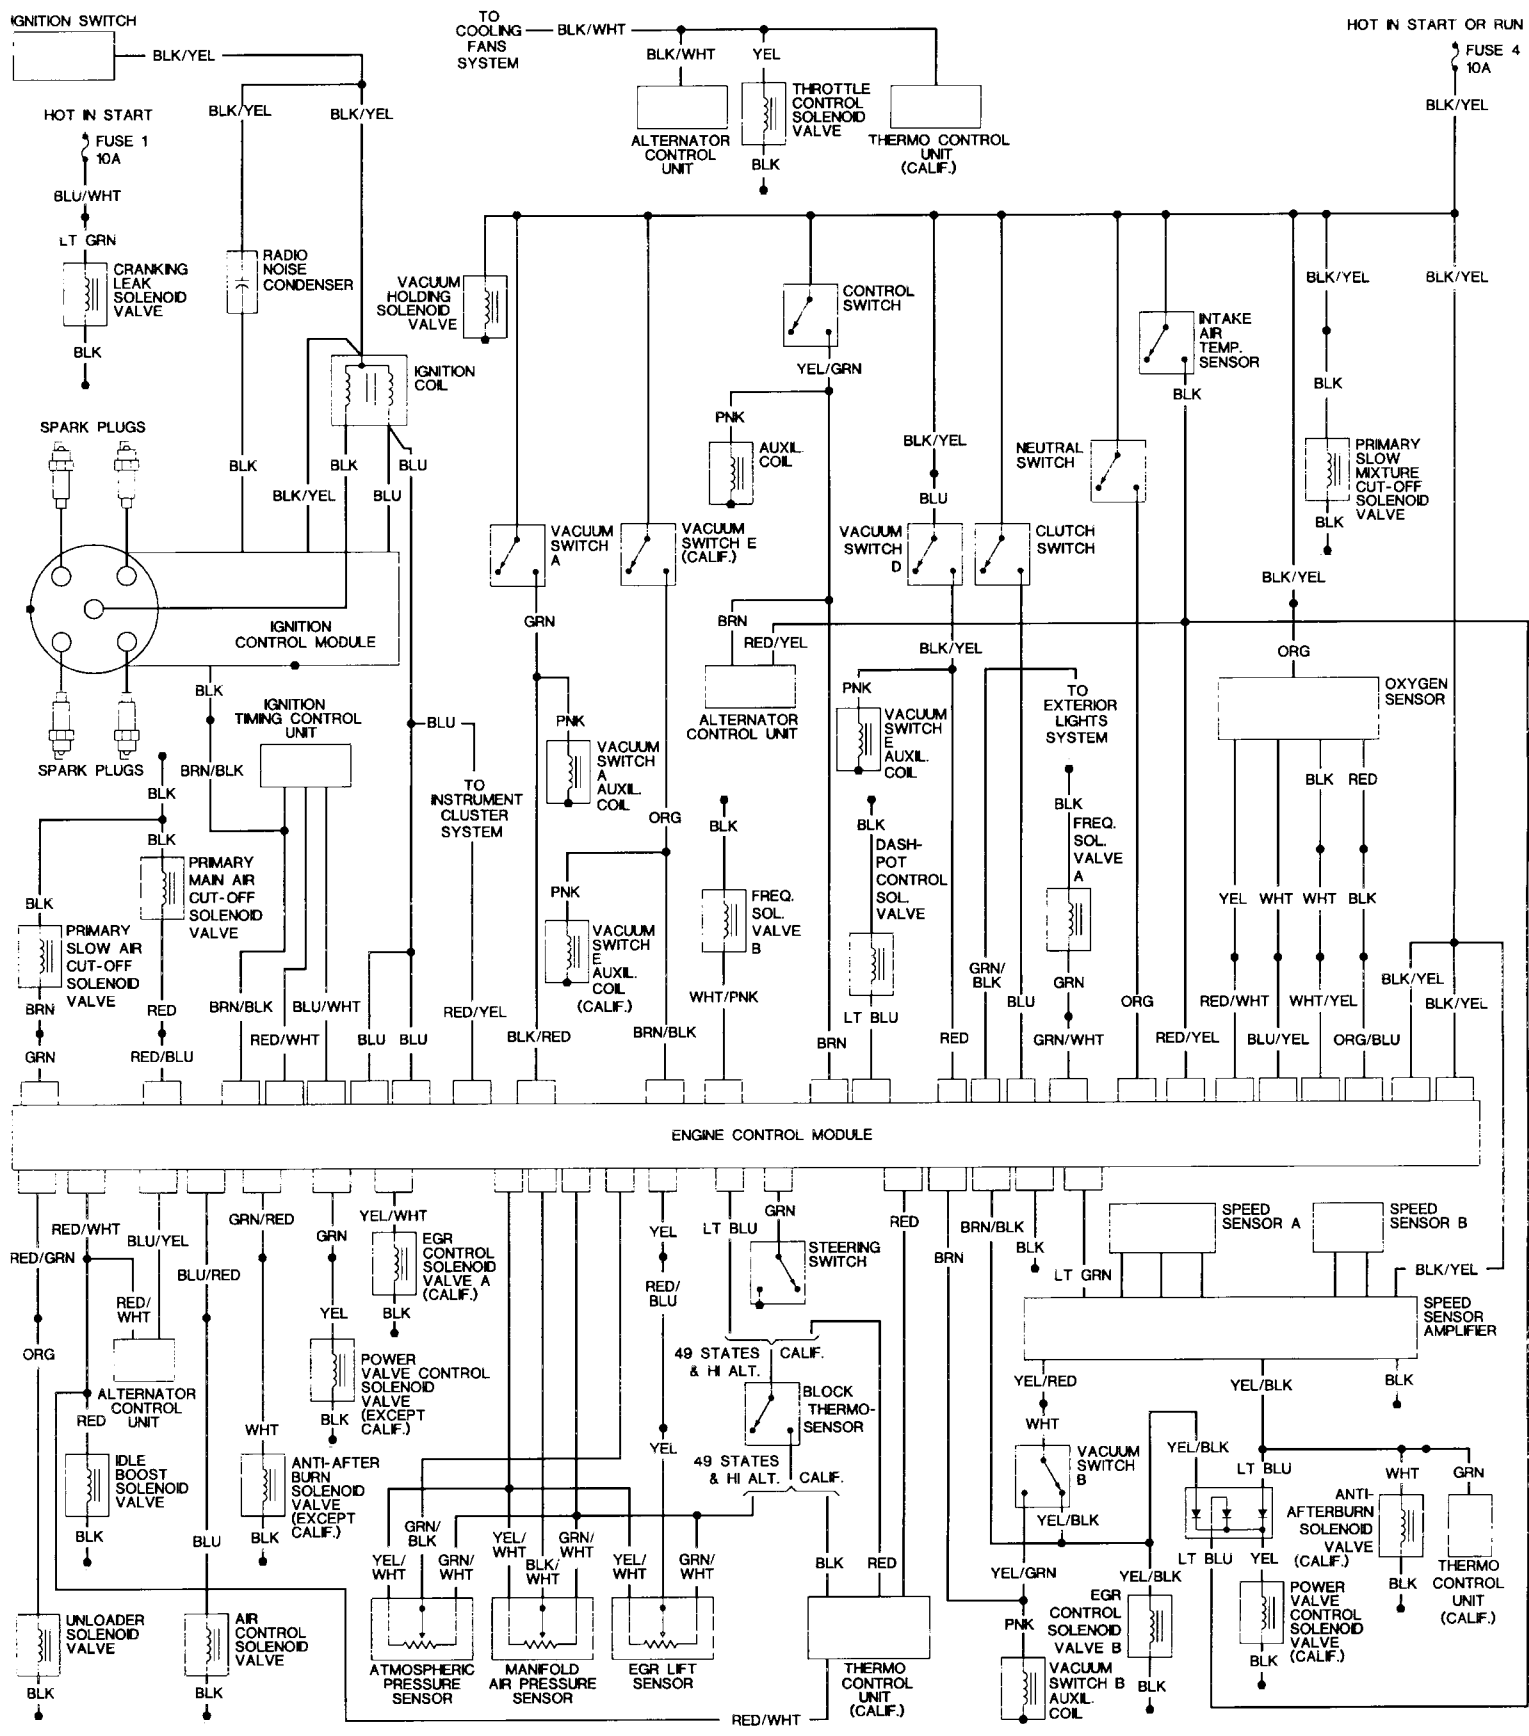 IGNITION SWITCH
BLK/YEL
TO
COOLING
FANS
SYSTEM
BLK/WHT
BLK/WHT
YEL
HOT IN START OR RUN
FUSE 4
10A
BLK/YEL
HOT IN START
FUSE 1
10A
BLK/YEL
BLK/YEL
THROTTLE
CONTROL
SOLENOID
VALVE
ALTERNATOR
CONTROL
UNIT
BLK
THERMO CONTROL
UNIT
(CALIF.)
BLU/WHT
LT GRN
CRANKING
LEAK
SOLENOID
VALVE
BLK
RADIO
NOISE
CONDENSER
VACUUM
HOLDING
SOLENOID
VALVE
CONTROL
SWITCH
INTAKE
AIR
TEMP.
SENSOR
BLK/YEL
BLK/YEL
IGNITION
COIL
YEL/GRN
BLK
BLK
SPARK PLUGS
BLK
BLK
BLU
BLK/YEL
BLU
PNK
AUXIL.
COIL
BLK/YEL
BLU
NEUTRAL
SWITCH
PRIMARY
SLOW
MIXTURE
CUT-OFF
SOLENOID
VALVE
BLK
VACUUM
SWITCH
A
VACUUM
SWITCH E
(CALIF.)
VACUUM
SWITCH
D
CLUTCH
SWITCH
BLK/YEL
IGNITION
CONTROL MODULE
GRN
BRN
RED/YEL
BLK/YEL
ORG
BLK
IGNITION
TIMING CONTROL
UNIT
BLU
PNK
ALTERNATOR
CONTROL UNIT
PNK
VACUUM
SWITCH
E
AUXIL.
COIL
TO
EXTERIOR
LIGHTS
SYSTEM
OXYGEN
SENSOR
SPARK PLUGS
BRN/BLK
TO
INSTRUMENT
CLUSTER
SYSTEM
VACUUM
SWITCH
A
AUXIL.
COIL
BLK
RED
BLK
BLK
ORG
BLK
BLK
DASH-
POT
CONTROL
SOL.
VALVE
BLK
FREQ.
SOL.
VALVE
A
PRIMARY
MAIN AIR
CUT-OFF
SOLENOID
VALVE
BLK
PRIMARY
SLOW AIR
CUT-OFF
SOLENOID
VALVE
PNK
VACUUM
SWITCH
E
AUXIL.
COIL
(CALIF.)
FREQ.
SOL.
VALVE
B
YEL
WHT
WHT
BLK
BRN
RED
BRN/BLK
BLU/WHT
RED/YEL
WHT/PNK
LT BLU
GRN/
BLK
BLU
GRN
ORG
RED/WHT
WHT/YEL
BLK/YEL
BLK/YEL
GRN
RED/BLU
RED/WHT
BLU
BLU
BLK/RED
BRN/BLK
BRN
RED
GRN/WHT
RED/YEL
BLU/YEL
ORG/BLU
ENGINE CONTROL MODULE
RED/WHT
RED/GRN
BLU/YEL
BLU/RED
GRN/RED
GRN
YEL/WHT
EGR
CONTROL
SOLENOID
VALVE A
(CALIF.)
BLK
YEL
RED/
BLU
LT BLU
GRN
STEERING
SWITCH
RED
BRN
BRN/BLK
BLK
LT GRN
SPEED
SENSOR A
SPEED
SENSOR B
BLK/YEL
SPEED
SENSOR
AMPLIFIER
RED/
WHT
YEL
ORG
ALTERNATOR
CONTROL
UNIT
POWER
VALVE CONTROL
SOLENOID
VALVE
(EXCEPT
CALIF.)
BLK
49 STATES
& HI ALT.
CALIF.
BLOCK
THERMO-
SENSOR
YEL/RED
WHT
YEL/BLK
BLK
RED
IDLE
BOOST
SOLENOID
VALVE
BLK
WHT
ANTI-AFTER
BURN
SOLENOID
VALVE
(EXCEPT
CALIF.)
BLK
YEL
49 STATES
& HI ALT.
CALIF.
VACUUM
SWITCH
B
YEL/BLK
YEL/BLK
LT BLU
WHT
GRN
ANTI-
AFTERBURN
SOLENOID
VALVE
(CALIF.)
BLK
THERMO
CONTROL
UNIT
(CALIF.)
BLU
YEL/
WHT
GRN/
BLK
GRN/
WHT
YEL/
WHT
BLK/
WHT
GRN/
WHT
YEL/
WHT
GRN/
WHT
BLK
RED
YEL/GRN
PNK
YEL/BLK
LT BLU
YEL
UNLOADER
SOLENOID
VALVE
BLK
AIR
CONTROL
SOLENOID
VALVE
BLK
ATMOSPHERIC
PRESSURE
SENSOR
MANIFOLD
AIR PRESSURE
SENSOR
EGR LIFT
SENSOR
RED/WHT
THERMO
CONTROL
UNIT
(CALIF.)
VACUUM
SWITCH B
AUXIL.
COIL
EGR
CONTROL
SOLENOID
VALVE B
BLK
POWER
VALVE
CONTROL
SOLENOID
VALVE
(CALIF.)
BLK